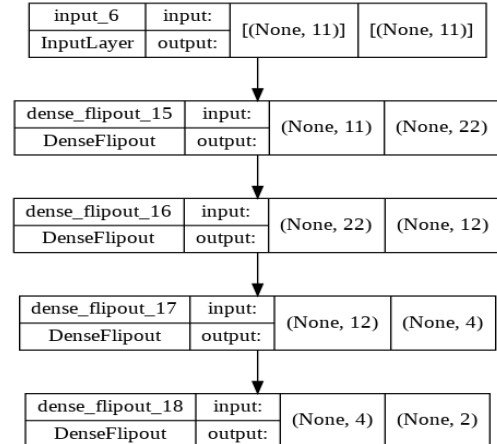 input_6 input: [(None, 11)] [(None, 11)]
InputLayer output:
dense_flipout_15 input: (None, 11) (None, 22)
DenseFlipout output:
dense_flipout_16 input: (None, 22) (None, 12)
DenseFlipout output:
dense_flipout_17 input: (None, 12) (None, 4)
DenseFlipout output:
dense_flipout_18 input: (None, 4) (None, 2)
DenseFlipout output: